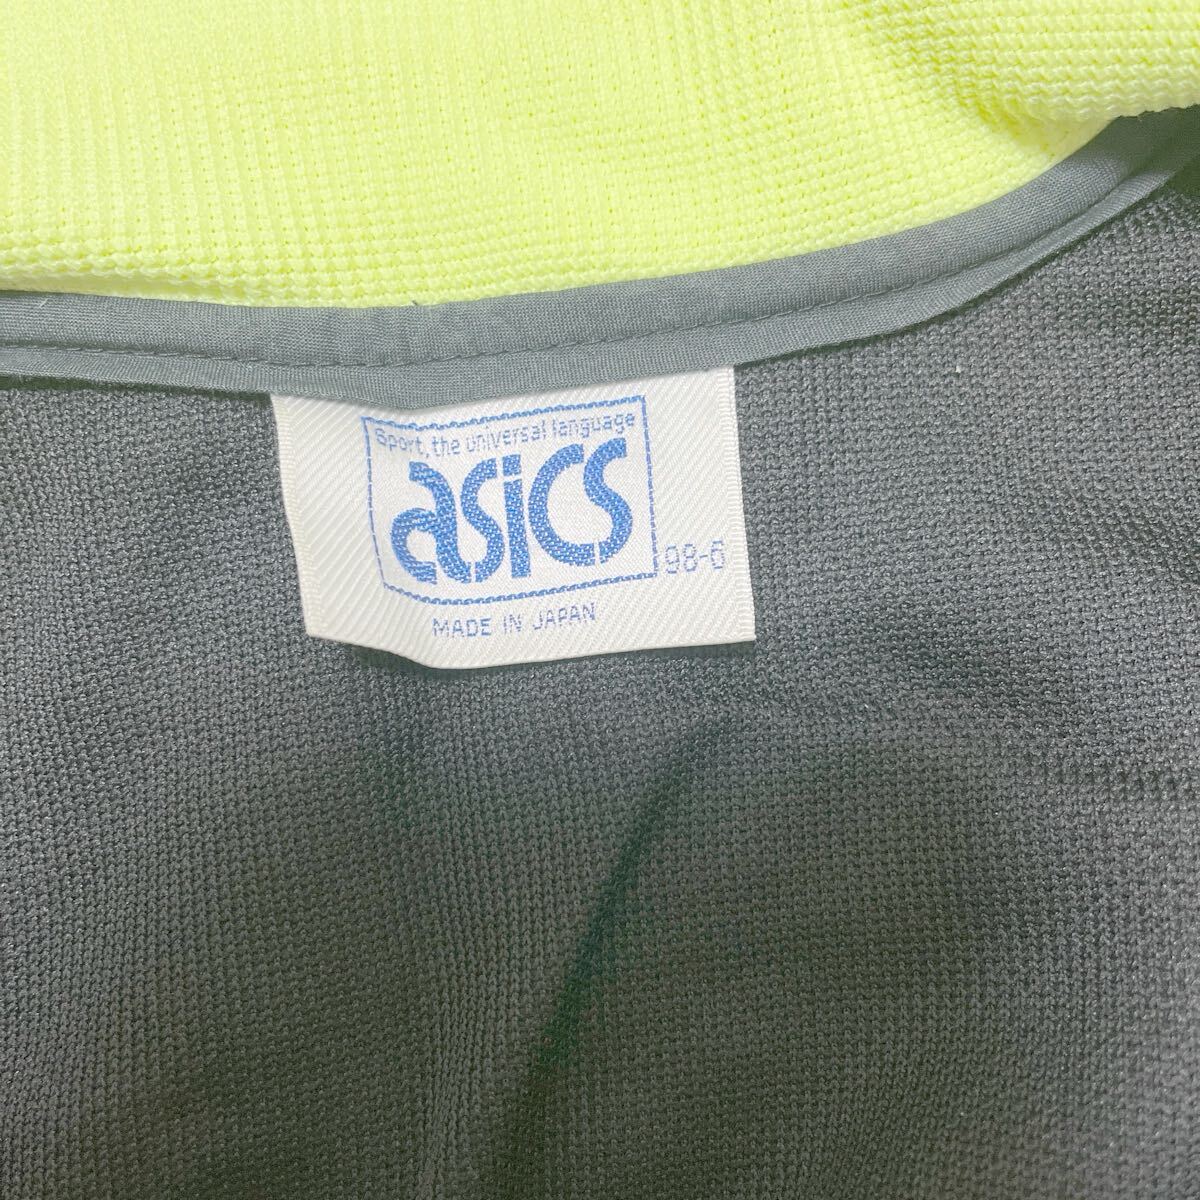 Sport, the universal language
asics
98-6
MADE IN JAPAN